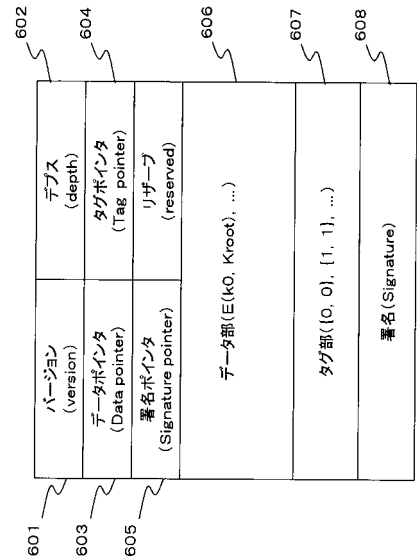 601
バージョン
(version)
デプス
(depth)
602
603
データポインタ
(Data pointer)
タグポインタ
(Tag pointer)
604
605
署名ポインタ
(Signature pointer)
リザーブ
(reserved)
データ部(E(k0, Kroot), ...)
606
タグ部({0, 0}, {1, 1}, ...)
607
署名(Signature)
608